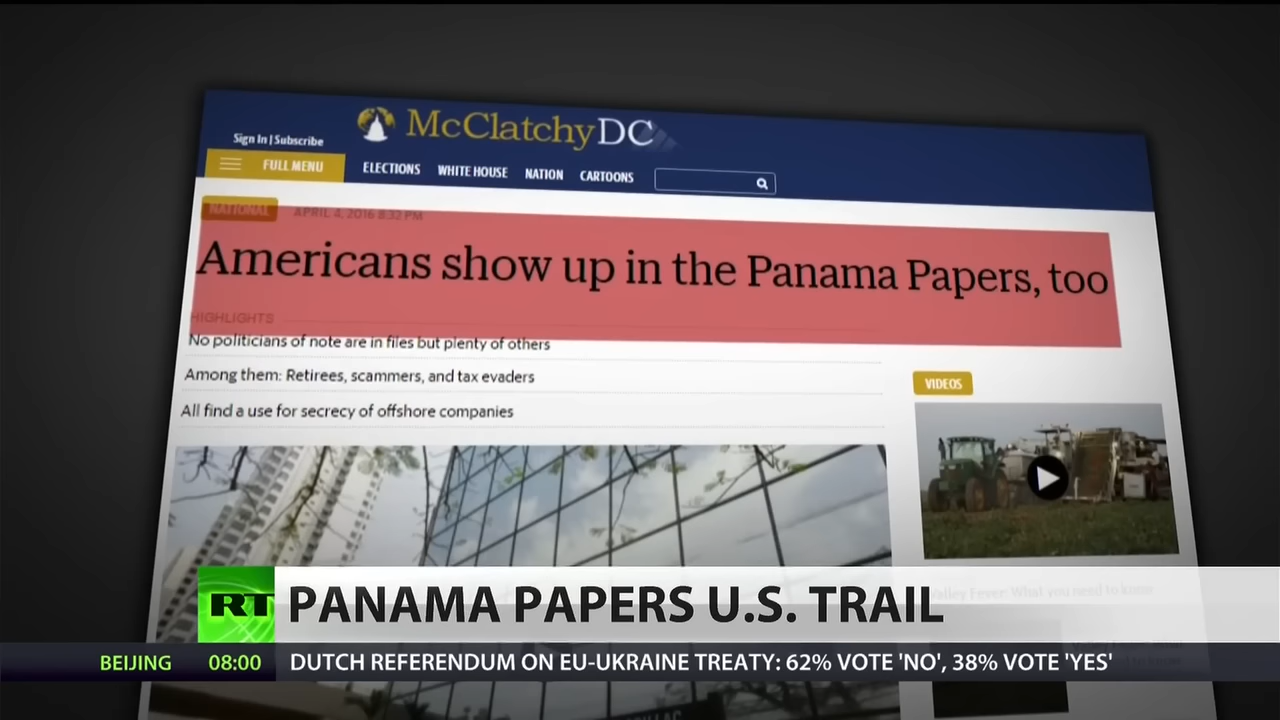 McClatchyDC
Sign In | Subscribe
FULL MENU
ELECTIONS
WHITE HOUSE
NATION
CARTOONS
NATIONAL
APRIL 4, 2016 8:32 PM
Americans show up in the Panama Papers, too
HIGHLIGHTS
No politicians of note are in files but plenty of others
Among them: Retirees, scammers, and tax evaders
All find a use for secrecy of offshore companies
VIDEOS
Valley Fever: What you need to know
RT
PANAMA PAPERS U.S. TRAIL
BEIJING 08:00
DUTCH REFERENDUM ON EU-UKRAINE TREATY: 62% VOTE 'NO', 38% VOTE 'YES'